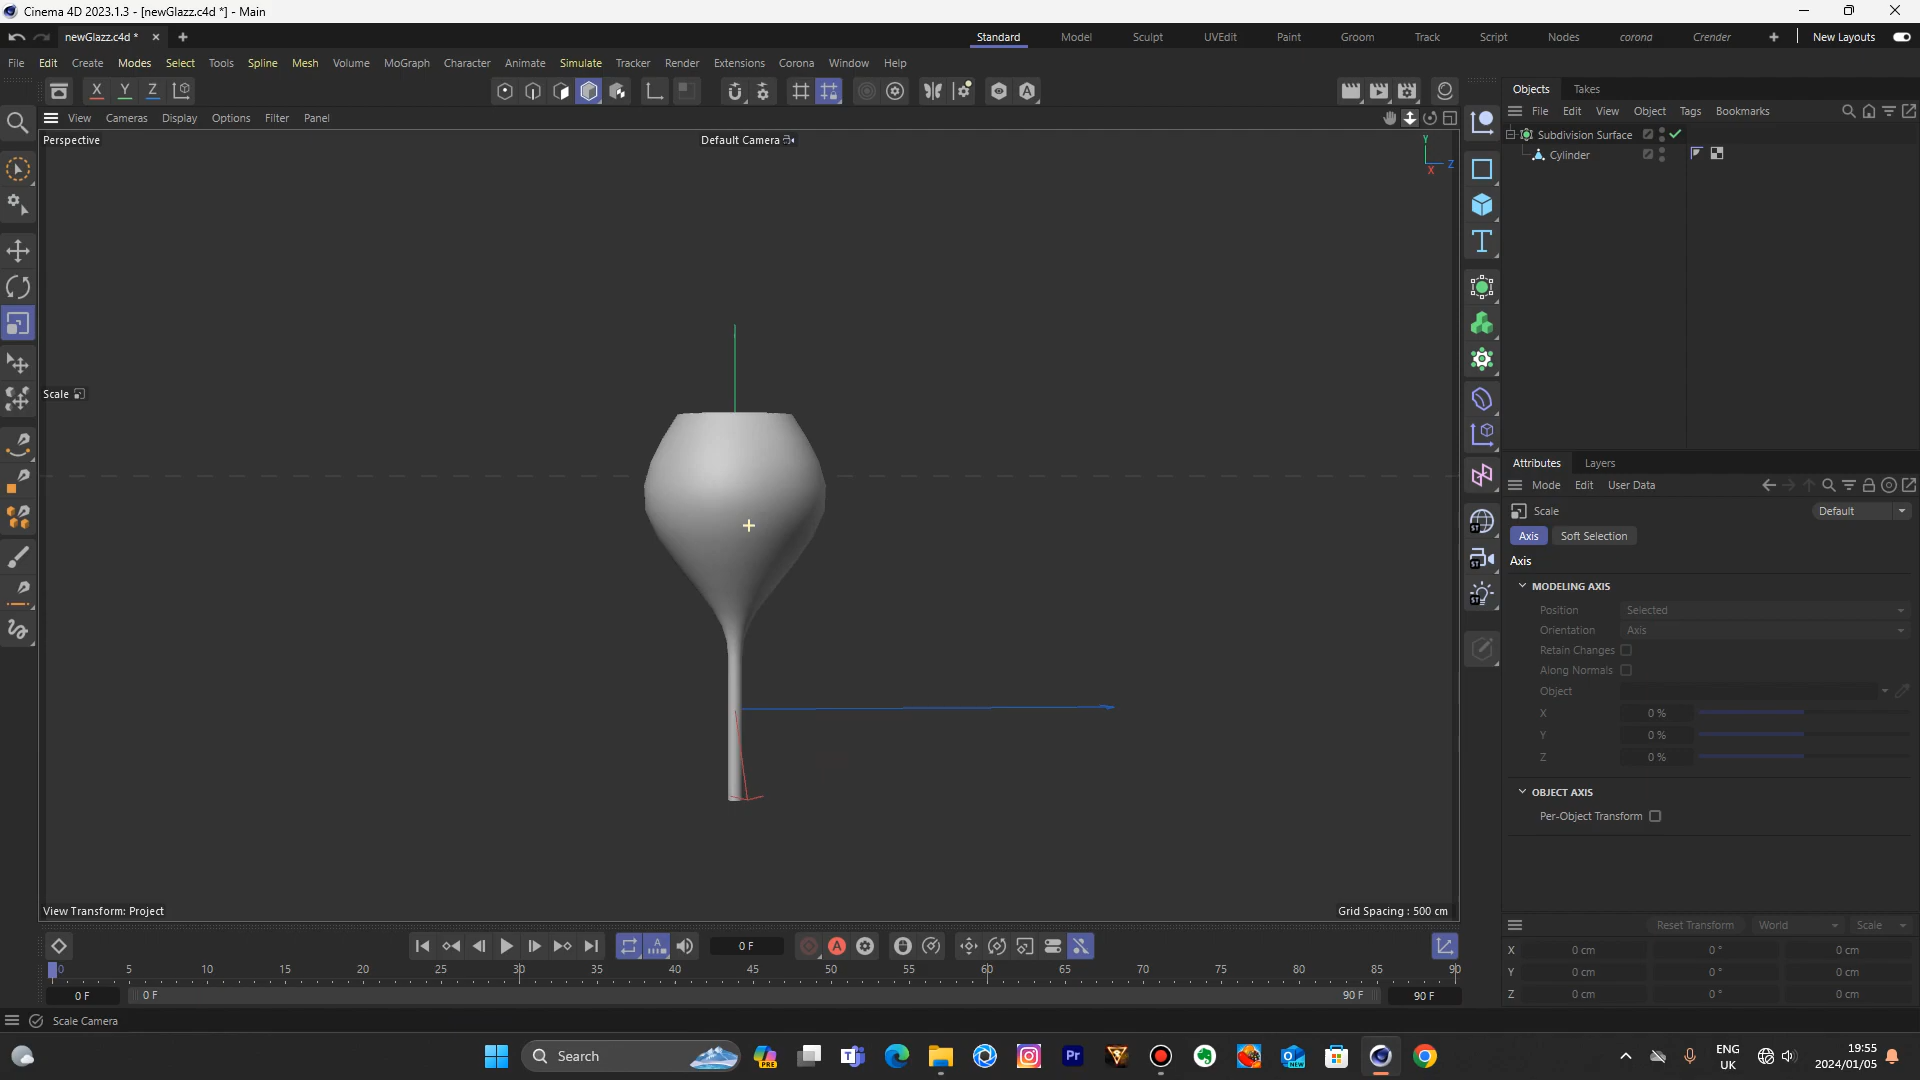 Cinema 4D 2023.1.3 - [newGlazz.c4d *] - Main
newGlazz.c4d *
Standard Model Sculpt UVEdit Paint Groom Track Script Nodes corona Crender New Layouts
File Edit Create Modes Select Tools Spline Mesh Volume MoGraph Character Animate Simulate Tracker Render Extensions Corona Window Help
X Y Z
Objects Takes
File Edit View Object Tags Bookmarks
View Cameras Display Options Filter Panel
Perspective
Default Camera
Y
Z
X
Subdivision Surface
Cylinder
Scale
Attributes Layers
Mode Edit User Data
Scale
Default
Axis Soft Selection
Axis
MODELING AXIS
Position Selected
Orientation Axis
Retain Changes
Along Normals
Object
X 0 %
Y 0 %
Z 0 %
OBJECT AXIS
Per-Object Transform
View Transform: Project
Grid Spacing : 500 cm
Reset Transform World Scale
0 F
X 0 cm 0 ° 0 cm
Y 0 cm 0 ° 0 cm
Z 0 cm 0 ° 0 cm
0 5 10 15 20 25 30 35 40 45 50 55 60 65 70 75 80 85 90
0 F 0 F 90 F 90 F
Scale Camera
Search
PRE
Pr
ENG
UK
19:55
2024/01/05